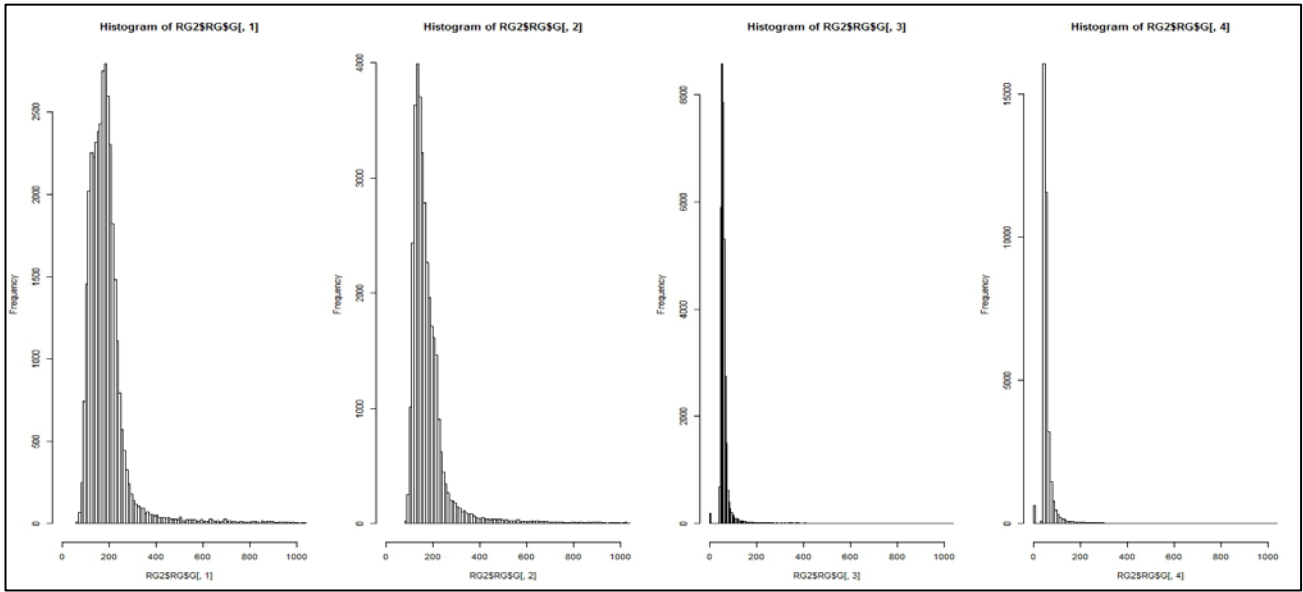 Histogram of RG2$RG$G[, 1]
Frequency
2500
2000
1500
1000
500
0
0 200 400 600 800 1000
RG2$RG$G[, 1]
Histogram of RG2$RG$G[, 2]
Frequency
4000
3000
2000
1000
0
0 200 400 600 800 1000
RG2$RG$G[, 2]
Histogram of RG2$RG$G[, 3]
Frequency
8000
6000
4000
2000
0
0 200 400 600 800 1000
RG2$RG$G[, 3]
Histogram of RG2$RG$G[, 4]
Frequency
15000
10000
5000
0
0 200 400 600 800 1000
RG2$RG$G[, 4]